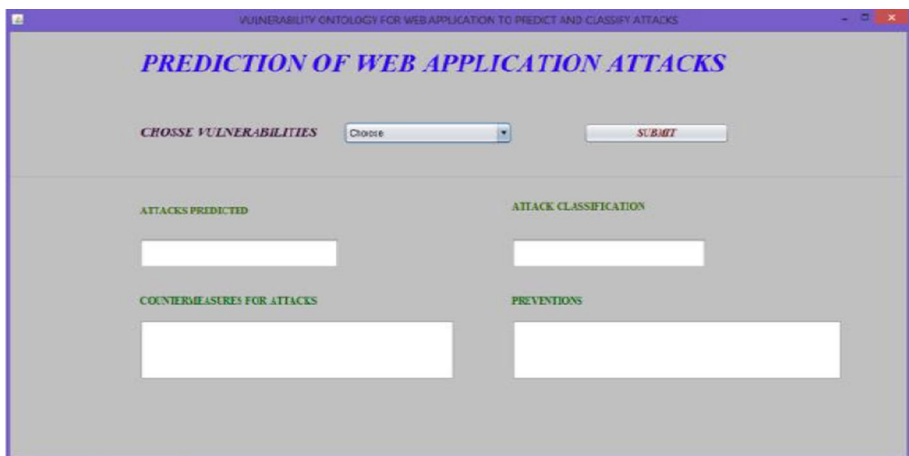 VULNERABILITY ONTOLOGY FOR WEB APPLICATION TO PREDICT AND CLASSIFY ATTACKS
PREDICTION OF WEB APPLICATION ATTACKS
CHOSSE VULNERABILITIES
Choose
SUBMIT
ATTACKS PREDICTED
ATTACK CLASSIFICATION
COUNTERMEASURES FOR ATTACKS
PREVENTIONS